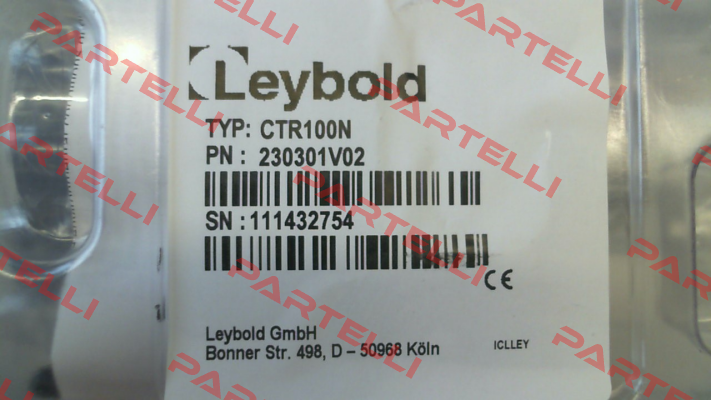 Leybold
TYP: CTR100N
PN : 230301V02
SN : 111432754
CE
Leybold GmbH
Bonner Str. 498, D – 50968 Köln
ICLLEY
PARTELLI
PARTELLI
PARTELLI
PARTELLI
PARTELLI
PARTELLI
PARTELLI
PARTELLI
PARTELLI